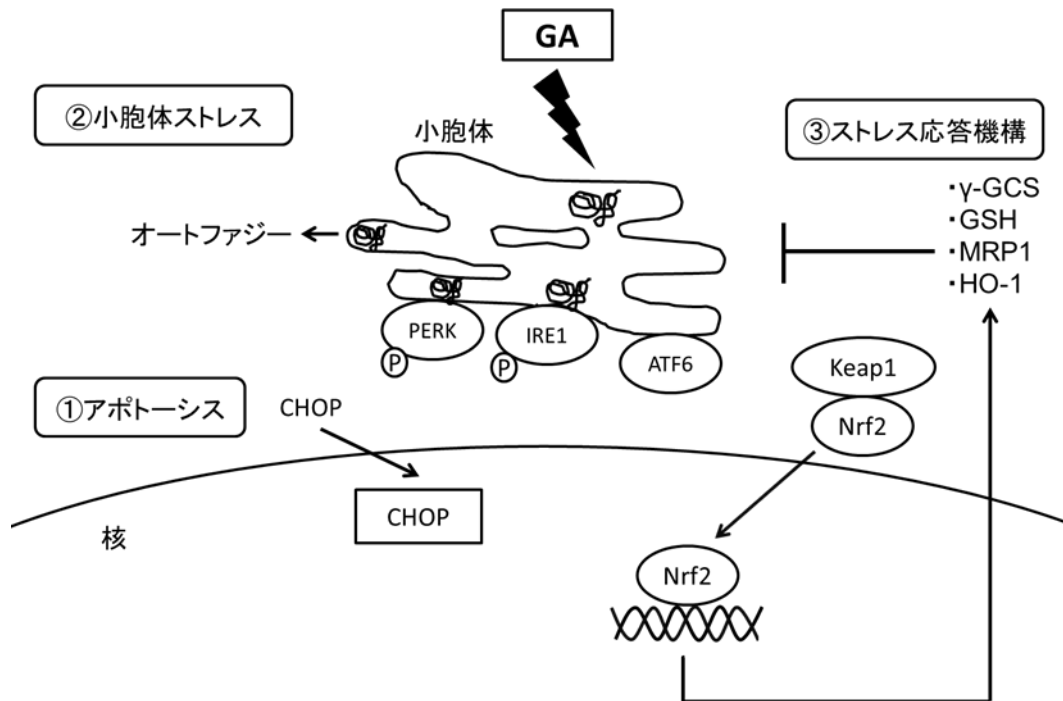 GA
②小胞体ストレス
小胞体
③ストレス応答機構
・γ-GCS
・GSH
・MRP1
・HO-1
オートファジー
PERK
P
IRE1
P
ATF6
Keap1
Nrf2
①アポトーシス
CHOP
CHOP
核
Nrf2